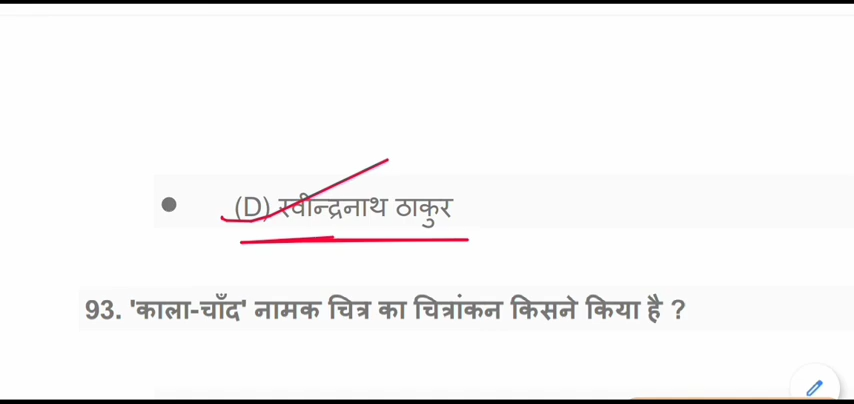 (D) रवीन्द्रनाथ ठाकुर
93. 'काला-चाँद' नामक चित्र का चित्रांकन किसने किया है ?